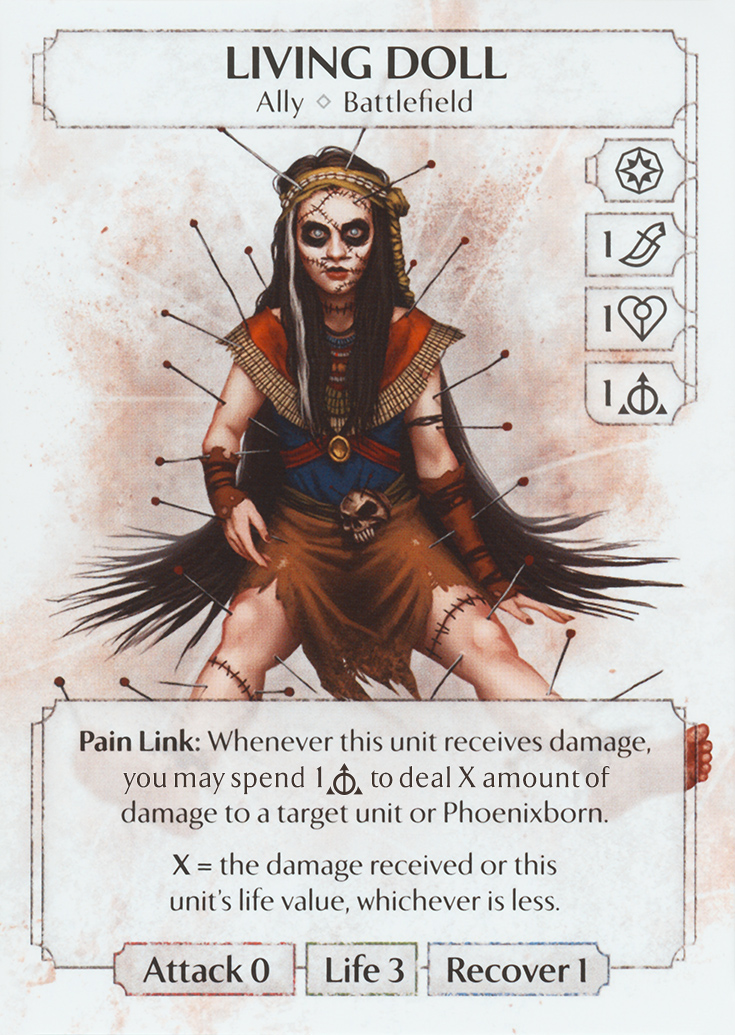 LIVING DOLL
Ally ◇ Battlefield
1
1
1
Pain Link: Whenever this unit receives damage,
you may spend 1 to deal X amount of
damage to a target unit or Phoenixborn.
X = the damage received or this
unit's life value, whichever is less.
Attack 0 Life 3 Recover 1